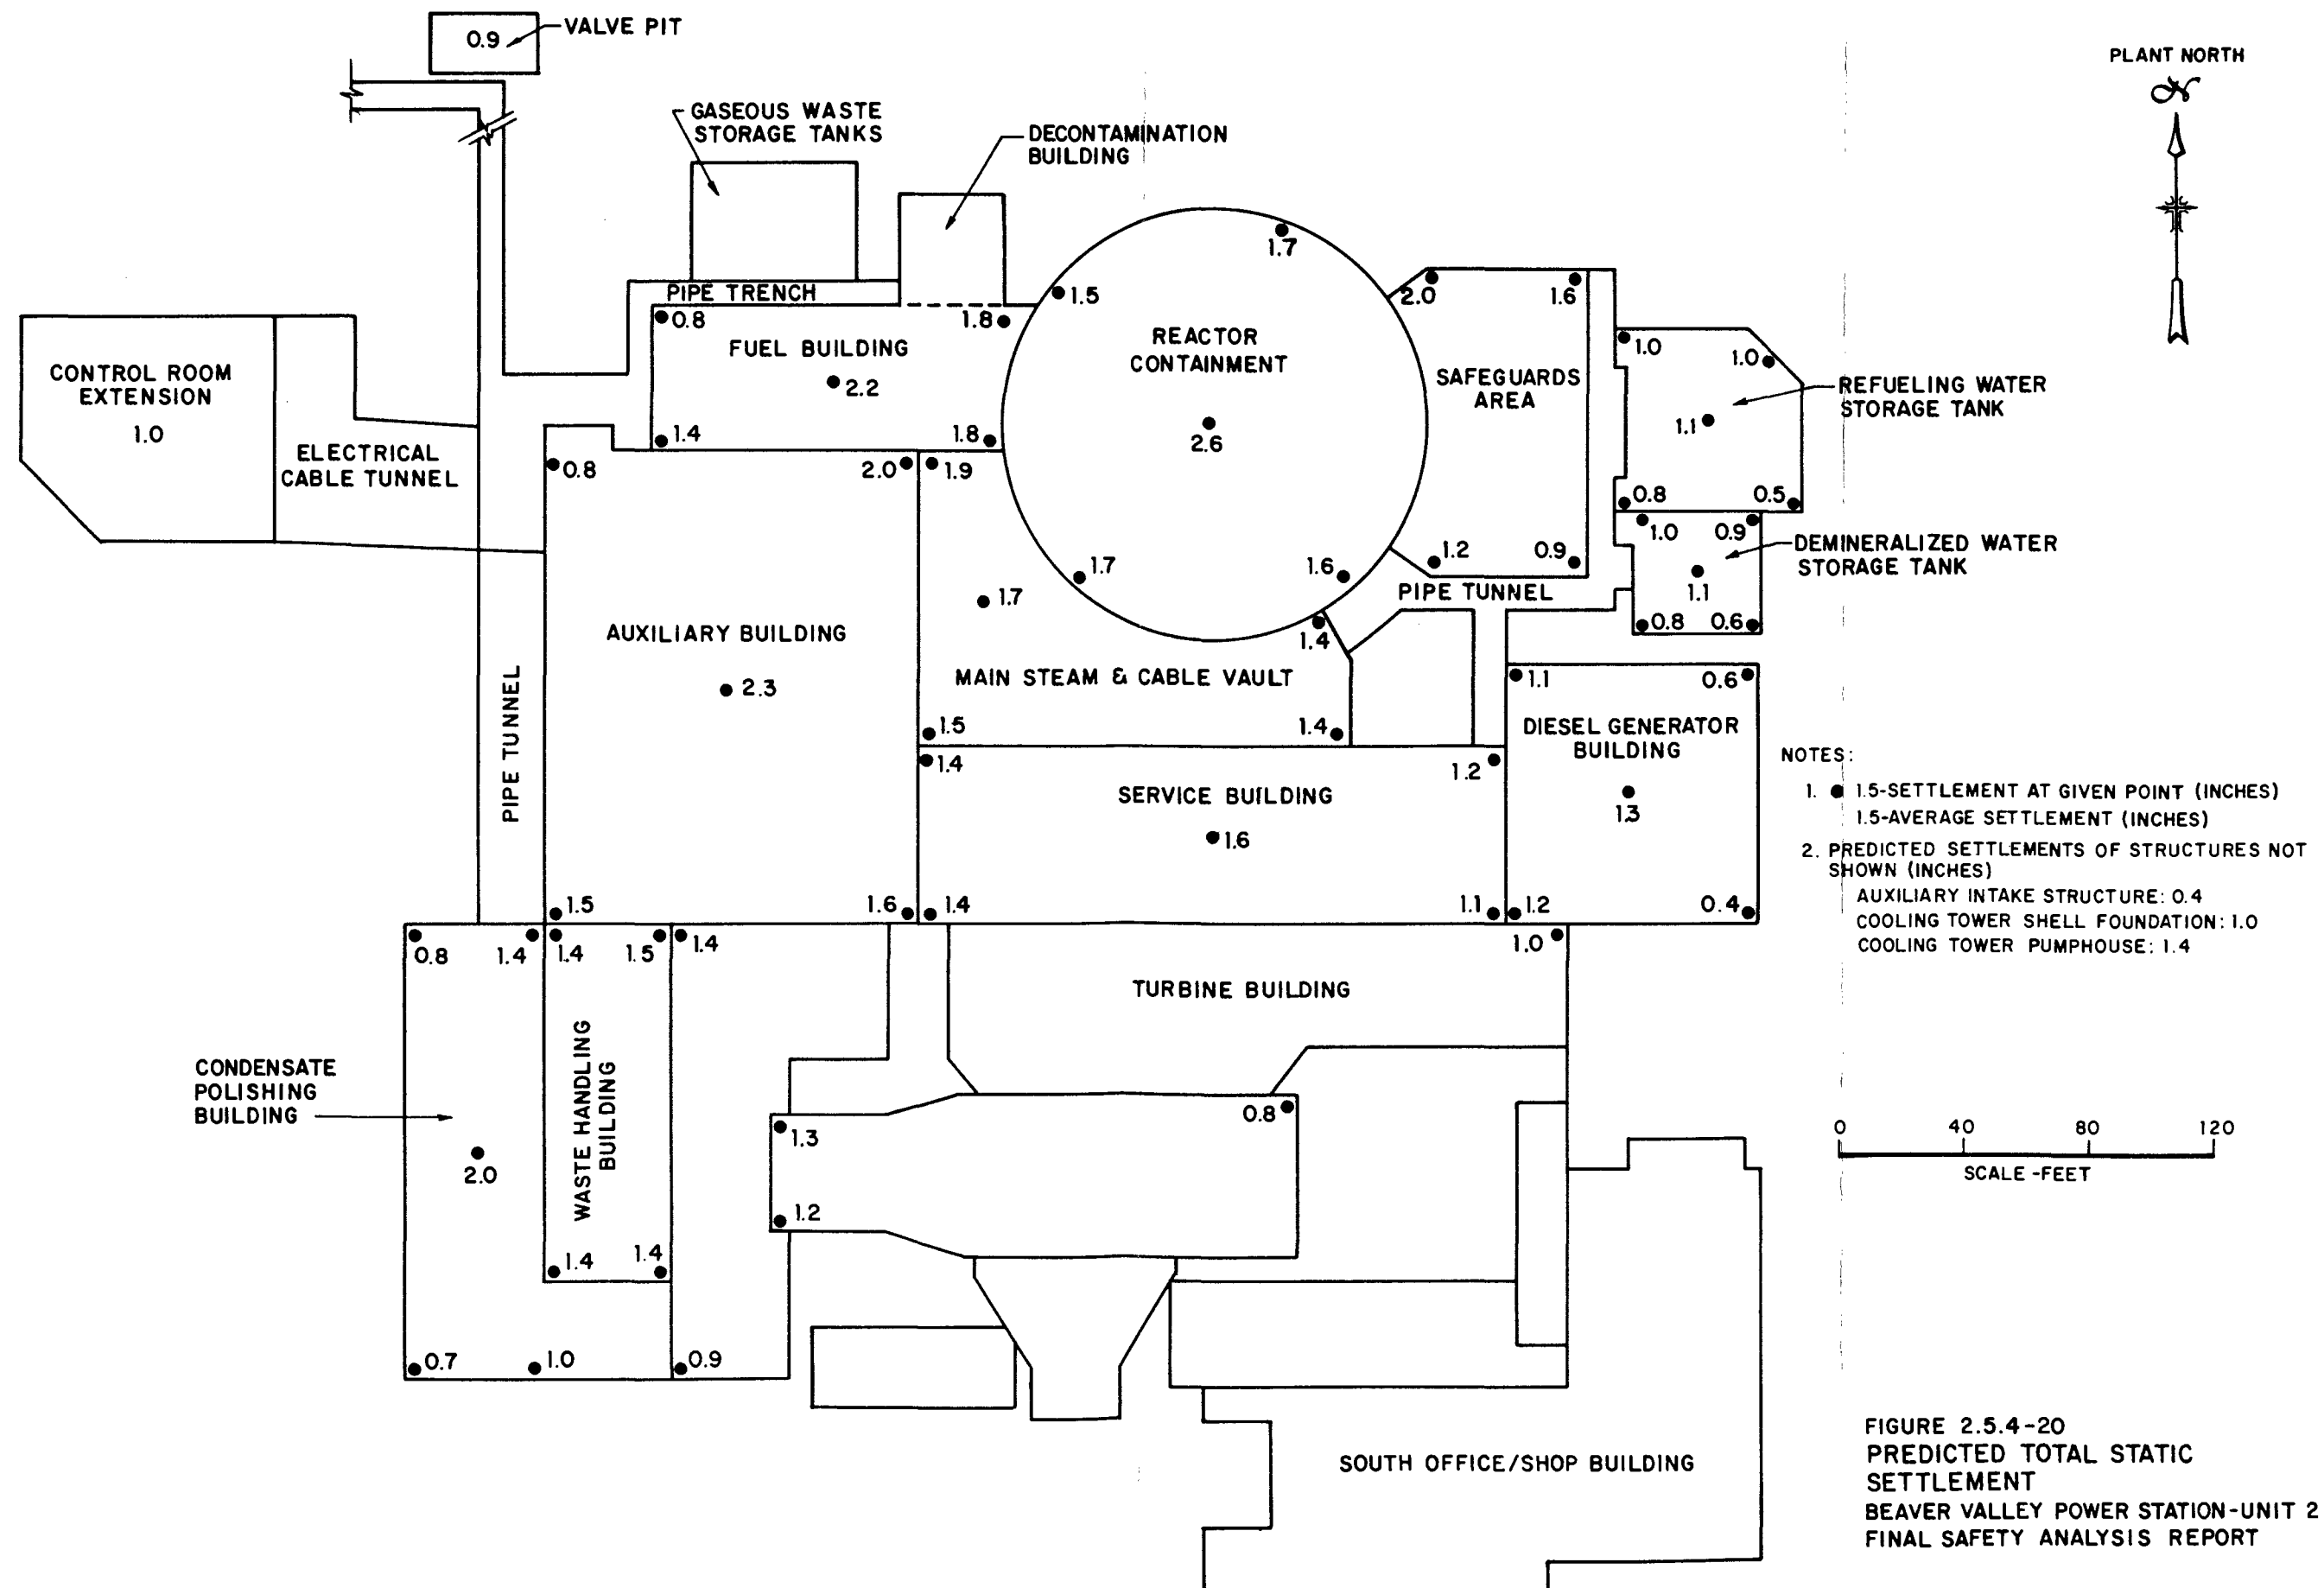 0.9
VALVE PIT
PLANT NORTH
N
GASEOUS WASTE
STORAGE TANKS
DECONTAMINATION
BUILDING
PIPE TRENCH
0.8
1.8
FUEL BUILDING
2.2
1.4
1.8
1.7
1.5
REACTOR
CONTAINMENT
2.6
1.7
1.6
2.0
1.6
SAFEGUARDS
AREA
1.2
0.9
1.0
1.0
1.1
0.8
0.5
REFUELING WATER
STORAGE TANK
1.0
0.9
1.1
0.8
0.6
DEMINERALIZED WATER
STORAGE TANK
CONTROL ROOM
EXTENSION
1.0
ELECTRICAL
CABLE TUNNEL
PIPE TUNNEL
0.8
2.0
AUXILIARY BUILDING
2.3
1.5
1.6
1.9
1.7
1.4
MAIN STEAM & CABLE VAULT
1.5
1.4
PIPE TUNNEL
1.4
1.2
SERVICE BUILDING
1.6
1.4
1.1
1.1
0.6
DIESEL GENERATOR
BUILDING
1.3
1.2
0.4
NOTES:
1. ● 1.5-SETTLEMENT AT GIVEN POINT (INCHES)
1.5-AVERAGE SETTLEMENT (INCHES)
2. PREDICTED SETTLEMENTS OF STRUCTURES NOT
SHOWN (INCHES)
AUXILIARY INTAKE STRUCTURE: 0.4
COOLING TOWER SHELL FOUNDATION: 1.0
COOLING TOWER PUMPHOUSE: 1.4
0.8
1.4
1.4
1.5
1.4
1.0
TURBINE BUILDING
CONDENSATE
POLISHING
BUILDING
2.0
WASTE HANDLING
BUILDING
1.3
0.8
1.2
1.4
1.4
0.7
1.0
0.9
0 40 80 120
SCALE-FEET
SOUTH OFFICE/SHOP BUILDING
FIGURE 2.5.4-20
PREDICTED TOTAL STATIC
SETTLEMENT
BEAVER VALLEY POWER STATION-UNIT 2
FINAL SAFETY ANALYSIS REPORT